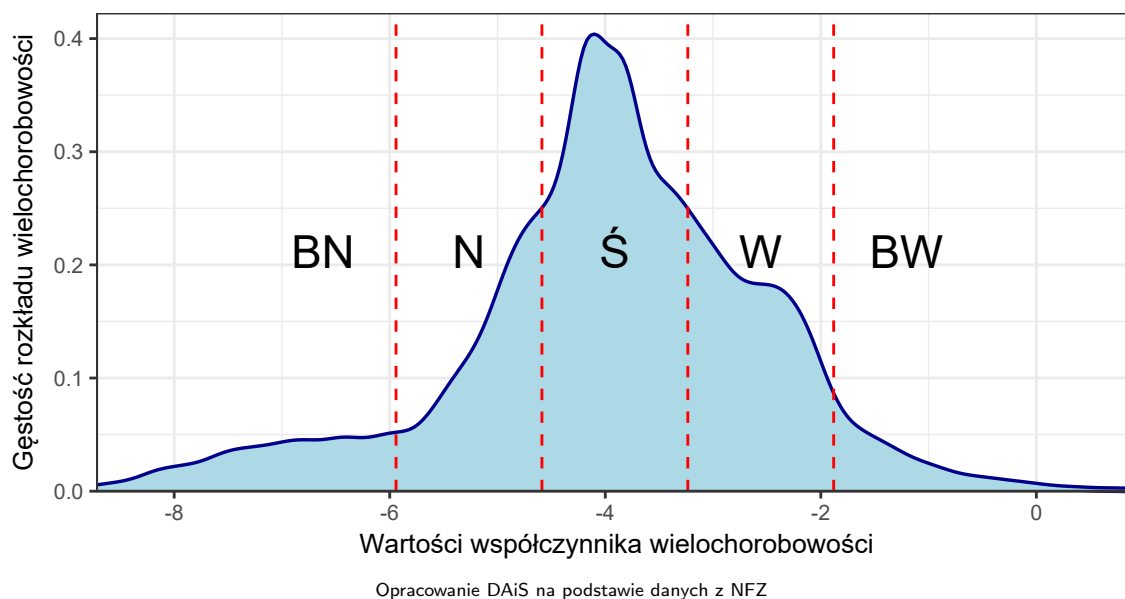 Gęstość rozkładu wielochorobowości
0.4
0.3
0.2
0.1
0.0
BN N Ś W BW
-8 -6 -4 -2 0
Wartości współczynnika wielochorobowości
Opracowanie DAiS na podstawie danych z NFZ